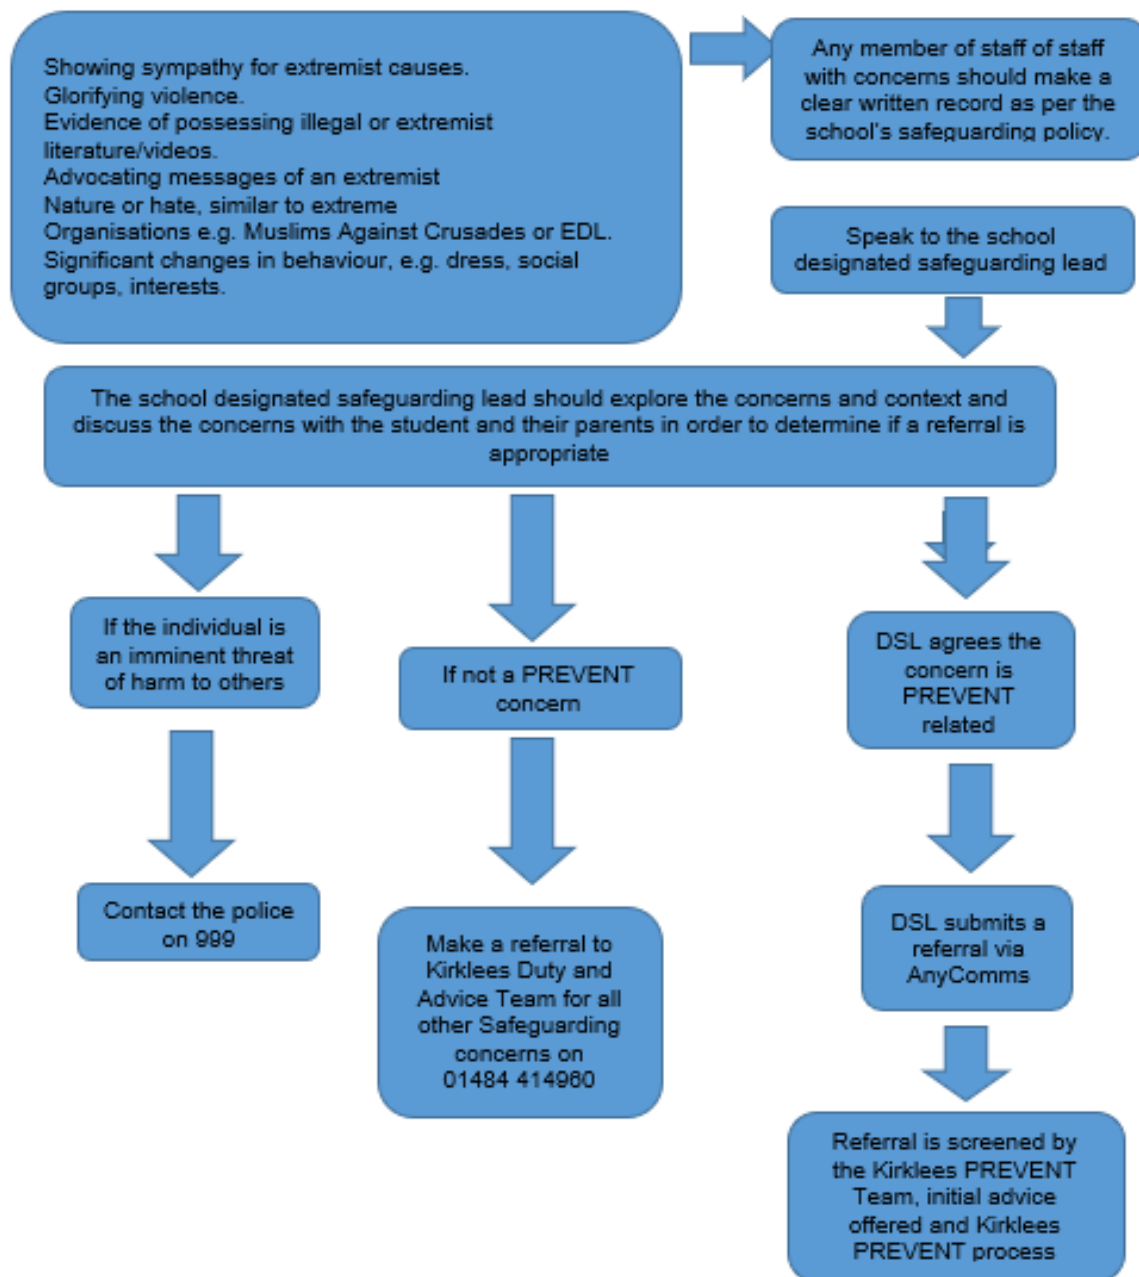 Showing sympathy for extremist causes.
Glorifying violence.
Evidence of possessing illegal or extremist
literature/videos.
Advocating messages of an extremist
Nature or hate, similar to extreme
Organisations e.g. Muslims Against Crusades or EDL.
Significant changes in behaviour, e.g. dress, social
groups, interests.
Any member of staff of staff
with concerns should make a
clear written record as per the
school's safeguarding policy.
Speak to the school
designated safeguarding lead
The school designated safeguarding lead should explore the concerns and context and
discuss the concerns with the student and their parents in order to determine if a referral is
appropriate
If the individual is
an imminent threat
of harm to others
Contact the police
on 999
If not a PREVENT
concern
Make a referral to
Kirklees Duty and
Advice Team for all
other Safeguarding
concerns on
01484 414960
DSL agrees the
concern is
PREVENT
related
DSL submits a
referral via
AnyComms
Referral is screened by
the Kirklees PREVENT
Team, initial advice
offered and Kirklees
PREVENT process